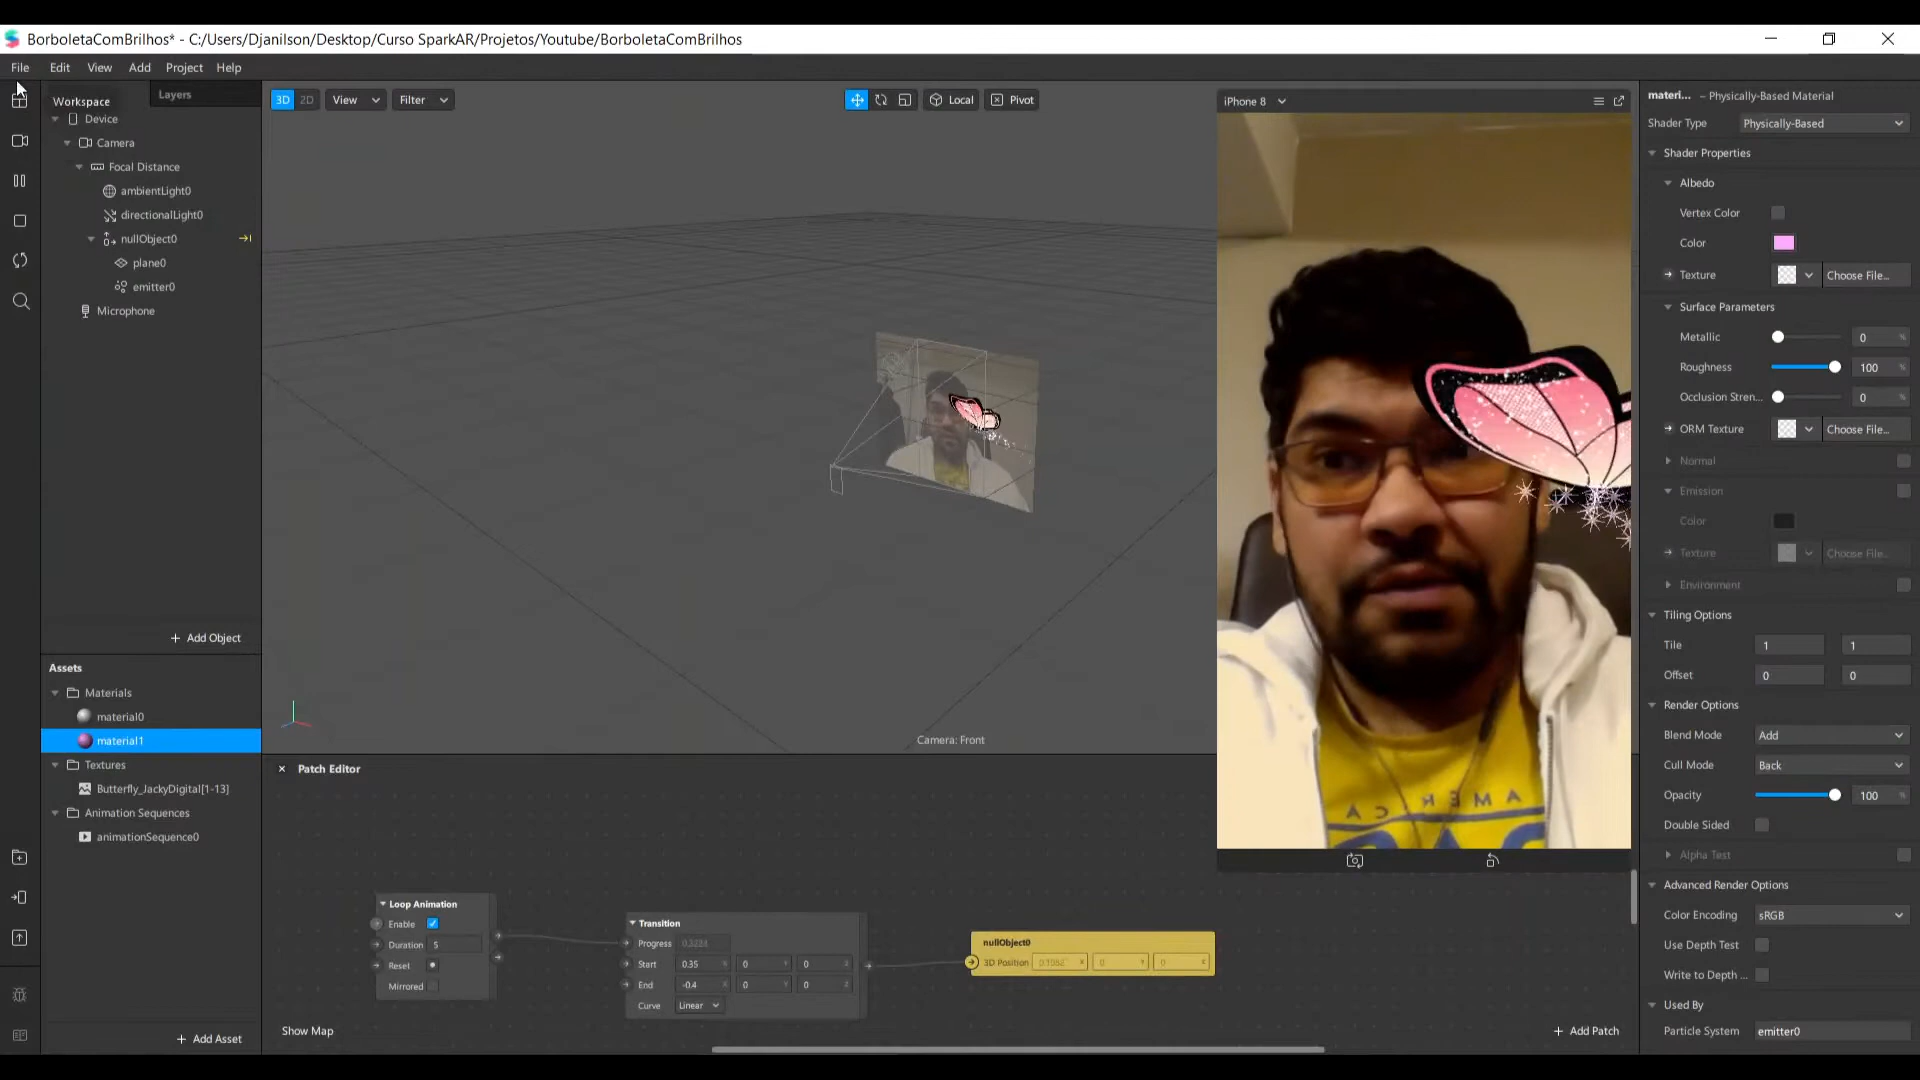 BorboletaComBrilhos* - C:/Users/Djanilson/Desktop/Curso SparkAR/Projetos/Youtube/BorboletaComBrilhos
File Edit View Add Project Help
Workspace Layers
Device
Camera
Focal Distance
ambientLight0
directionalLight0
nullObject0
plane0
emitter0
Microphone
+ Add Object
Assets
Materials
material0
material1
Textures
Butterfly_JackyDigital[1-13]
Animation Sequences
animationSequence0
+ Add Asset
3D 2D View Filter Local Pivot
Camera: Front
iPhone 8
AMERICA
× Patch Editor
Loop Animation
Enable
Duration 5
Reset
Mirrored
Transition
Progress
Start 0.35 X 0 Y 0 Z
End -0.4 X 0 Y 0 Z
Curve Linear
nullObject0
3D Position X 0 Y 0 Z
Show Map
+ Add Patch
materi... – Physically-Based Material
Shader Type Physically-Based
Shader Properties
Albedo
Vertex Color
Color
Texture Choose File...
Surface Parameters
Metallic 0 %
Roughness 100 %
Occlusion Stren... 0 %
ORM Texture Choose File...
Normal
Emission
Color
Texture Choose File...
Environment
Tiling Options
Tile 1 1
Offset 0 0
Render Options
Blend Mode Add
Cull Mode Back
Opacity 100 %
Double Sided
Alpha Test
Advanced Render Options
Color Encoding sRGB
Use Depth Test
Write to Depth ...
Used By
Particle System emitter0